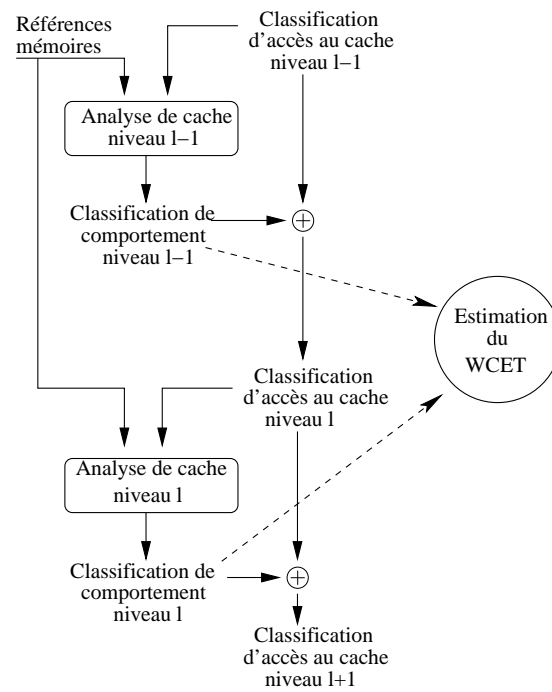 Références
mémoires
Classification
d'accès au cache
niveau l−1
Analyse de cache
niveau l−1
Classification de
comportement
niveau l−1
Estimation
du
WCET
Classification
d'accès au cache
niveau l
Analyse de cache
niveau l
Classification de
comportement
niveau l
Classification
d'accès au cache
niveau l+1